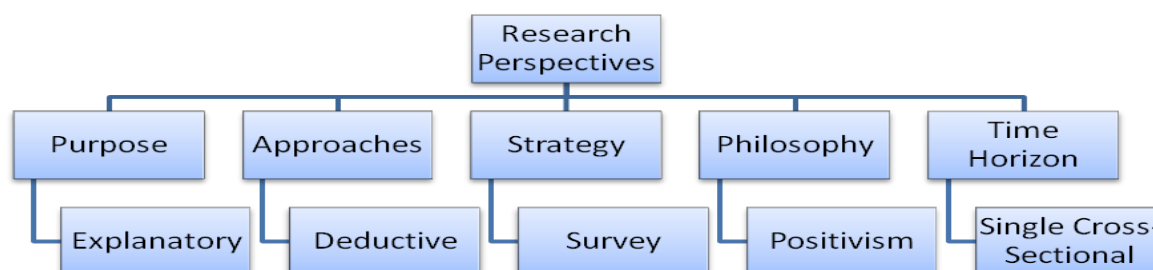 Research
Perspectives
Purpose
Approaches
Strategy
Philosophy
Time
Horizon
Explanatory
Deductive
Survey
Positivism
Single Cross-
Sectional